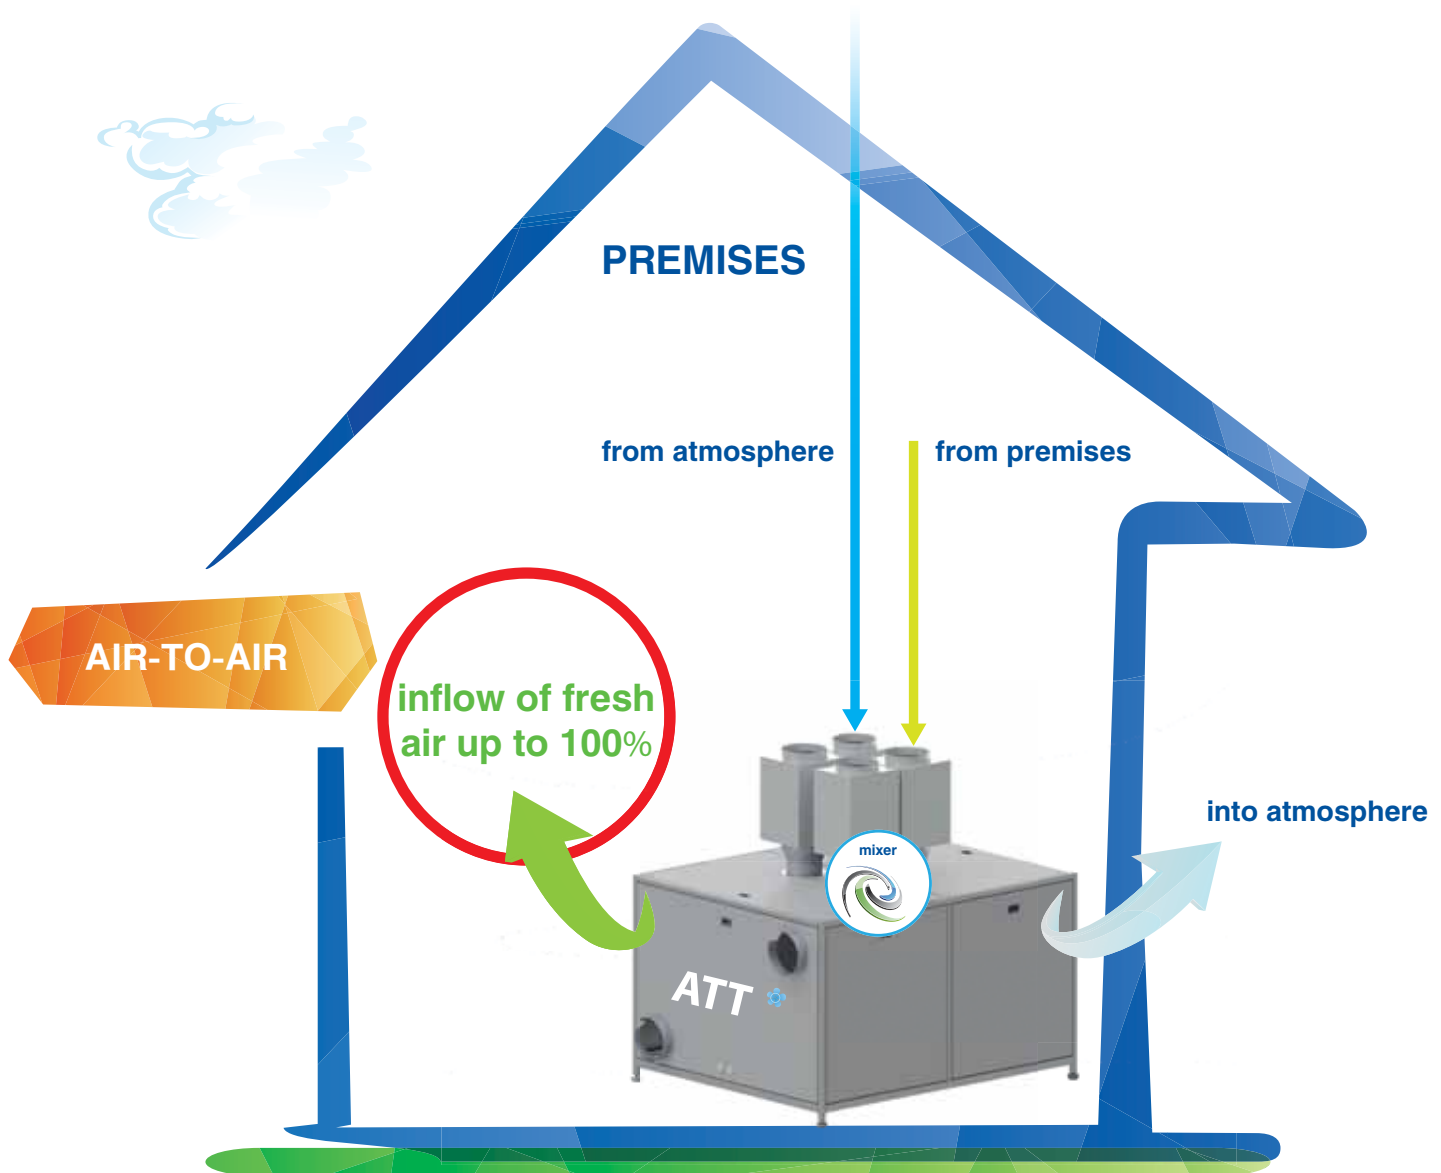 PREMISES
from atmosphere
from premises
AIR-TO-AIR
inflow of fresh
air up to 100%
into atmosphere
mixer
ATT